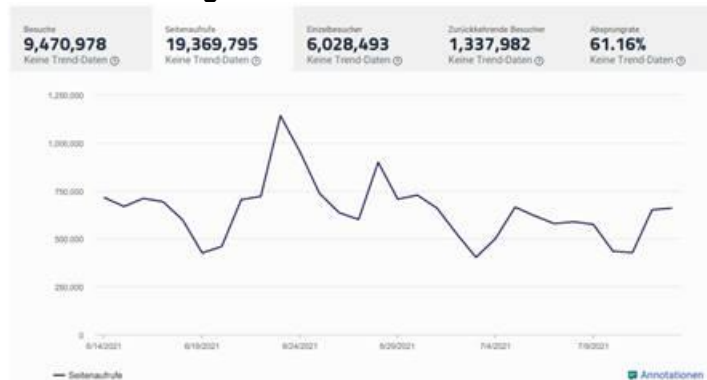 Besuche
9,470,978
Keine Trend-Daten
Seitenaufrufe
19,369,795
Keine Trend-Daten
Einzelbesucher
6,028,493
Keine Trend-Daten
Zurückkehrende Besucher
1,337,982
Keine Trend-Daten
Absprungrate
61.16%
Keine Trend-Daten
1,250,000
1,000,000
750,000
500,000
250,000
0
6/14/2021
6/19/2021
6/24/2021
6/29/2021
7/4/2021
7/9/2021
Seitenaufrufe
Annotationen